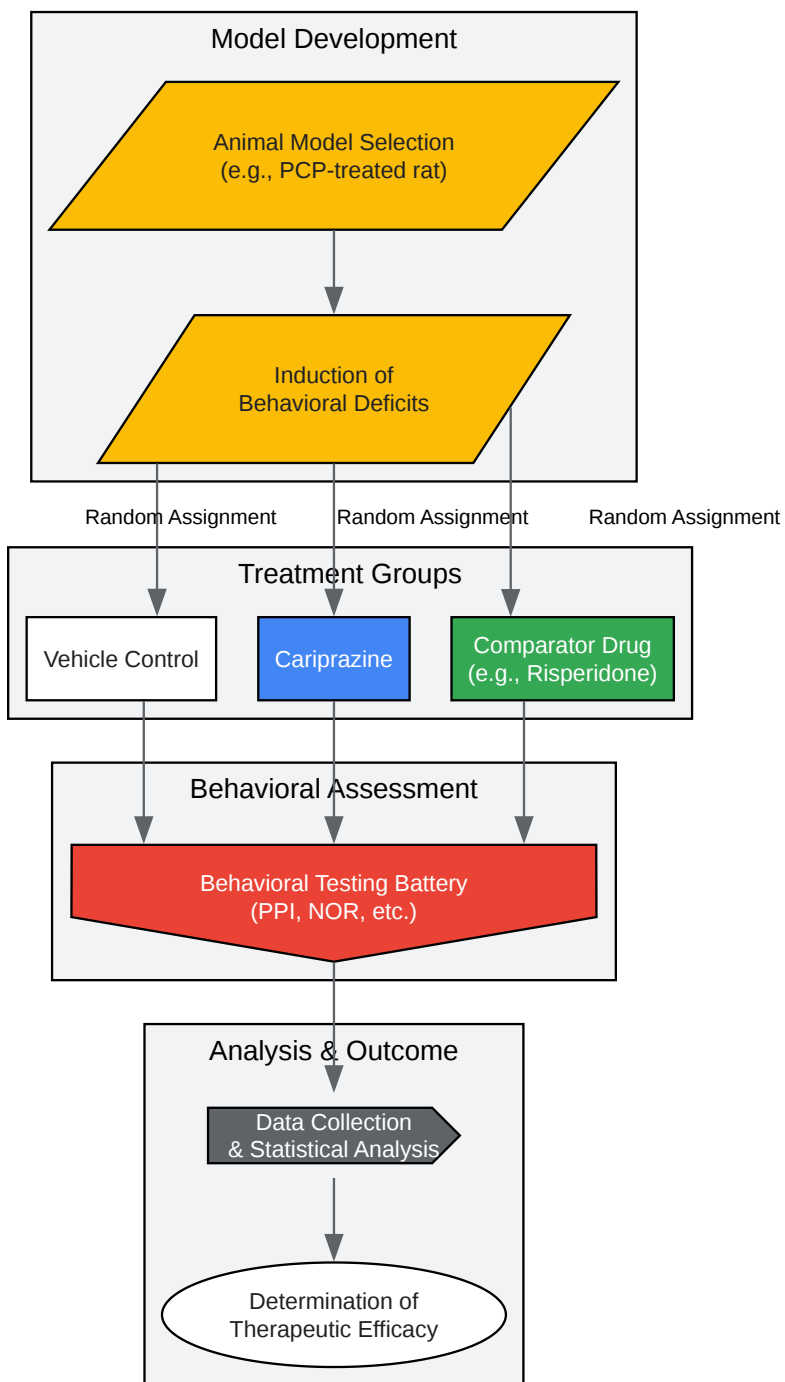 Model Development
Animal Model Selection
(e.g., PCP-treated rat)
Induction of
Behavioral Deficits
Random Assignment
Random Assignment
Random Assignment
Treatment Groups
Vehicle Control
Cariprazine
Comparator Drug
(e.g., Risperidone)
Behavioral Assessment
Behavioral Testing Battery
(PPI, NOR, etc.)
Analysis & Outcome
Data Collection
& Statistical Analysis
Determination of
Therapeutic Efficacy